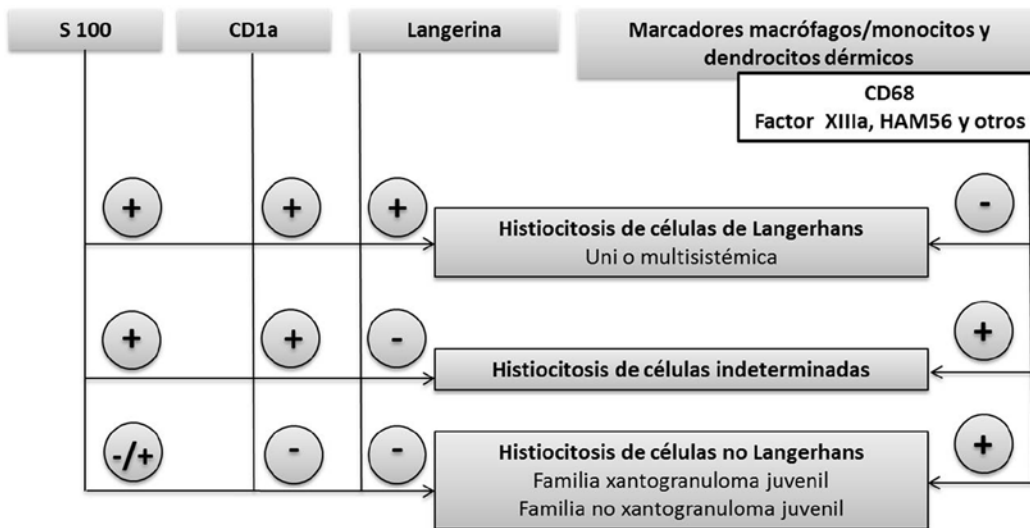 S 100
CD1a
Langerina
Marcadores macrófagos/monocitos y
dendrocitos dérmicos
CD68
Factor XIIIa, HAM56 y otros
+
+
+
-
Histiocitosis de células de Langerhans
Uni o multisistémica
+
+
-
+
Histiocitosis de células indeterminadas
-/+
-
-
+
Histiocitosis de células no Langerhans
Familia xantogranuloma juvenil
Familia no xantogranuloma juvenil